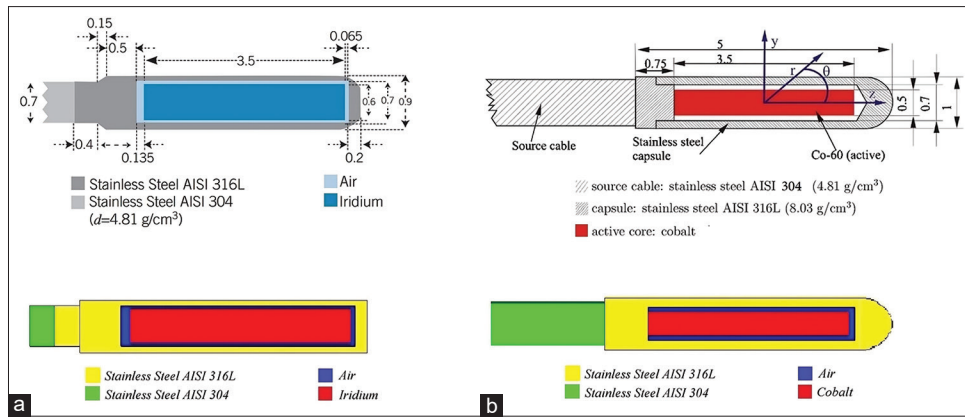 0.15
0.5
3.5
0.065
0.7
0.6
0.7
0.9
0.4
0.135
0.2
Stainless Steel AISI 316L
Stainless Steel AISI 304
(d=4.81 g/cm³)
Air
Iridium
Stainless Steel AISI 316L
Stainless Steel AISI 304
Air
Iridium
a
y
5
0.75
3.5
r
θ
z
0.5
0.7
1
Source cable
Stainless steel
capsule
Co-60 (active)
source cable: stainless steel AISI 304 (4.81 g/cm³)
capsule: stainless steel AISI 316L (8.03 g/cm³)
active core: cobalt
Stainless Steel AISI 316L
Stainless Steel AISI 304
Air
Cobalt
b